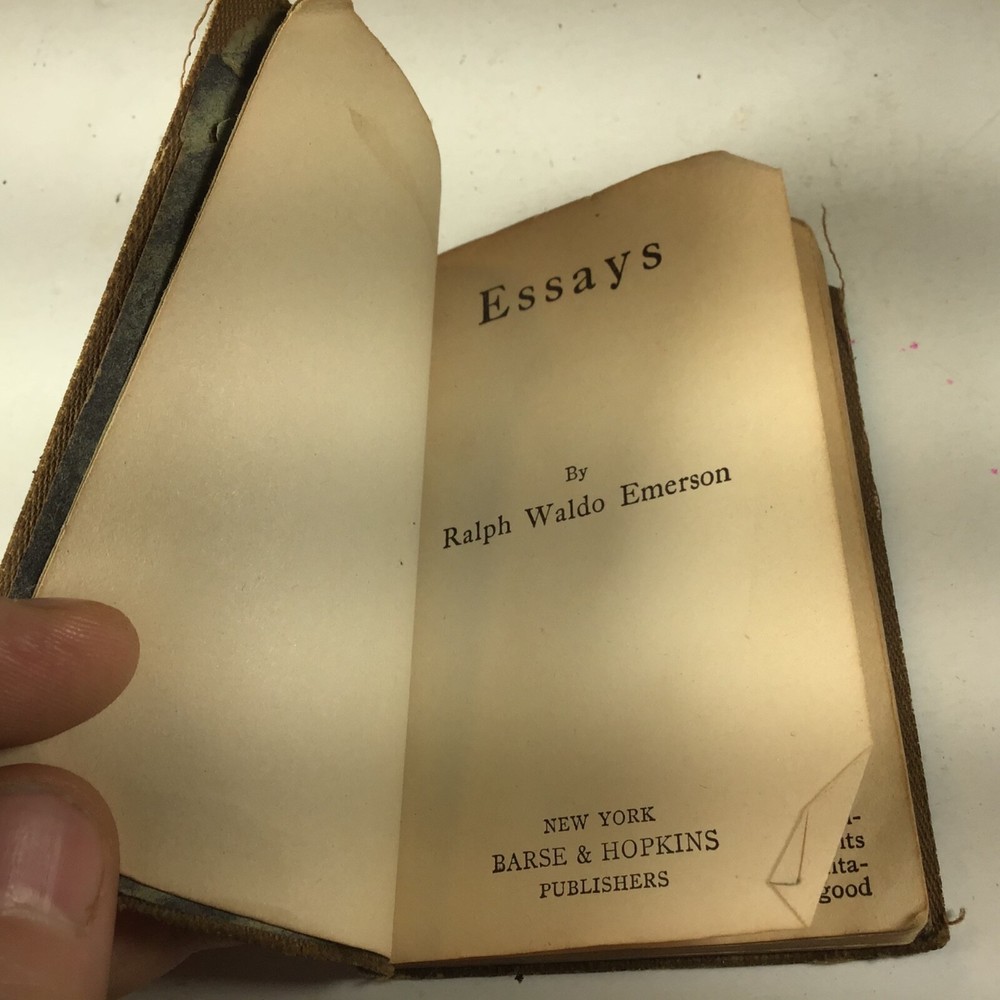 Essays
By
Ralph Waldo Emerson
NEW YORK
BARSE & HOPKINS
PUBLISHERS
good